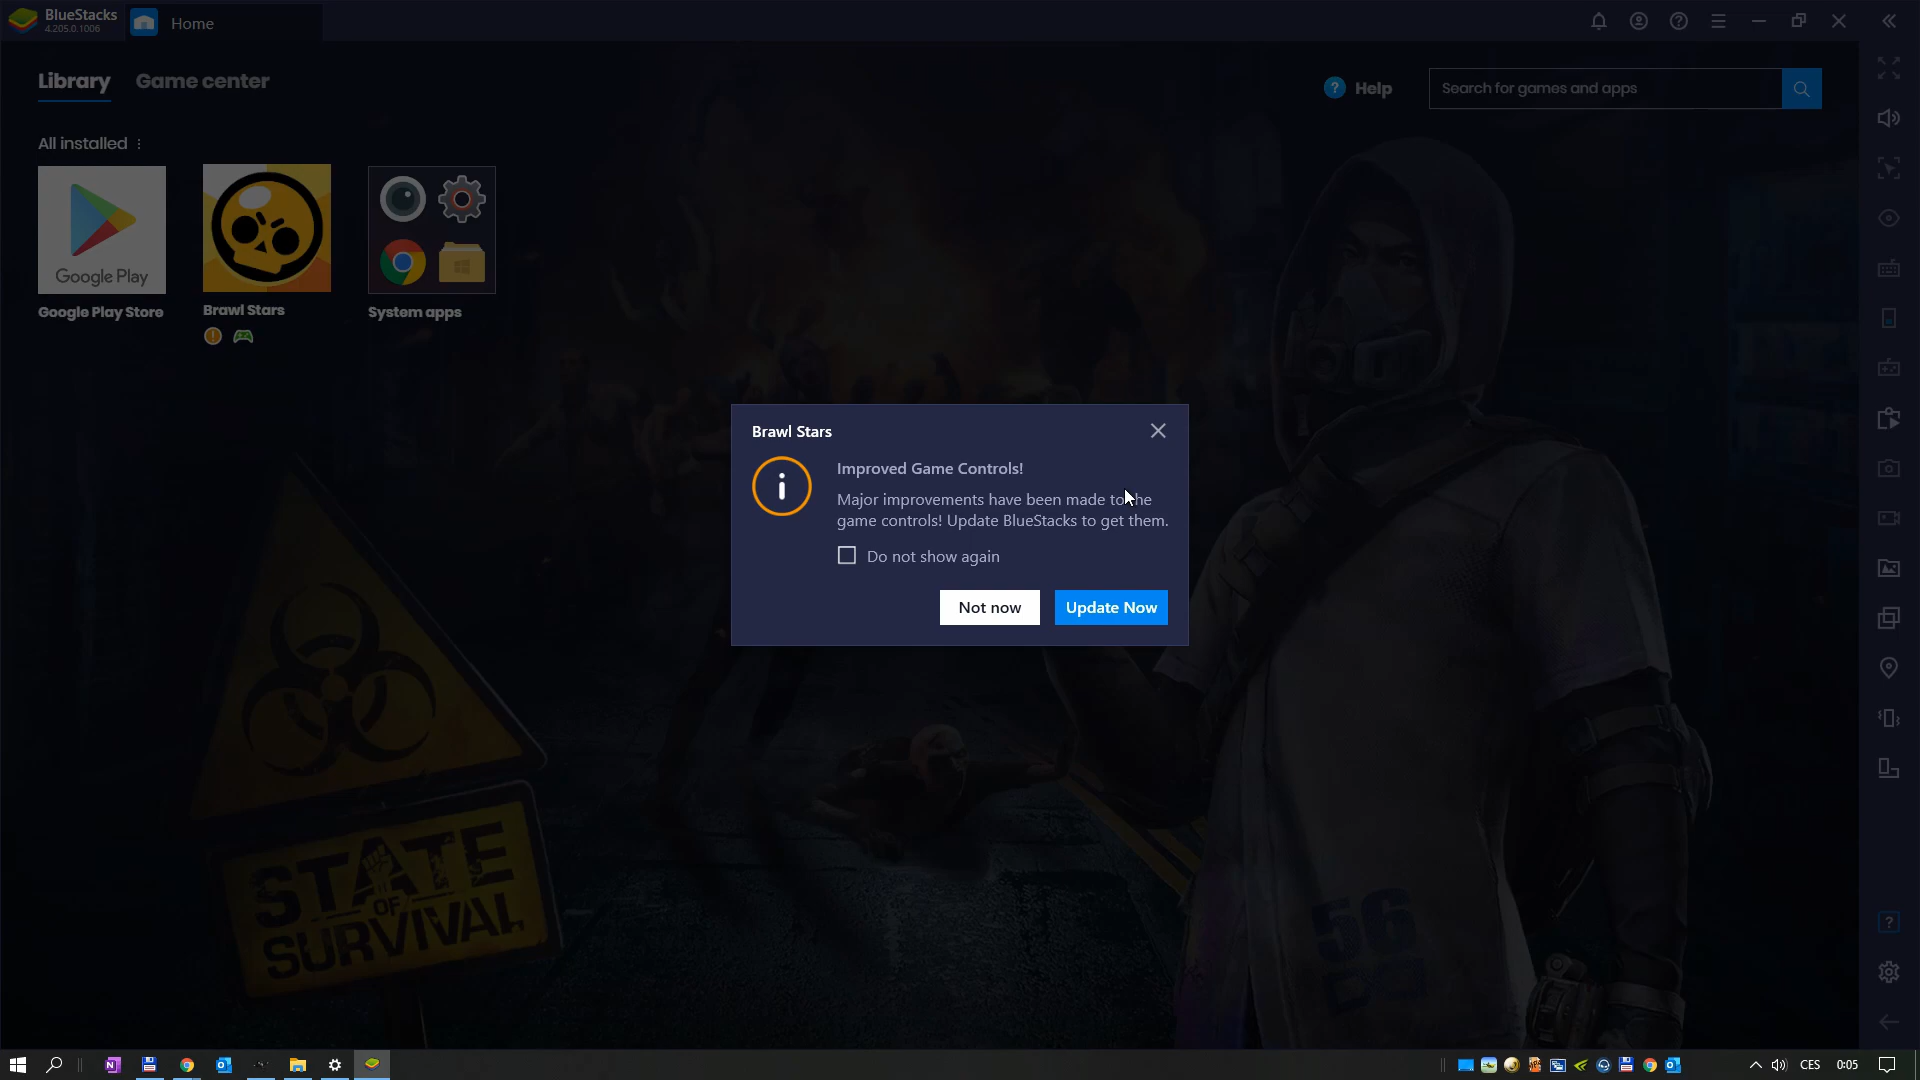 BlueStacks
4.205.0.1006
Home
Library
Game center
Help
Search for games and apps
All installed
Google Play
Google Play Store
Brawl Stars
System apps
Brawl Stars
Improved Game Controls!
Major improvements have been made to the
game controls! Update BlueStacks to get them.
Do not show again
Not now
Update Now
STATE
OF
SURVIVAL
56
CES
0:05